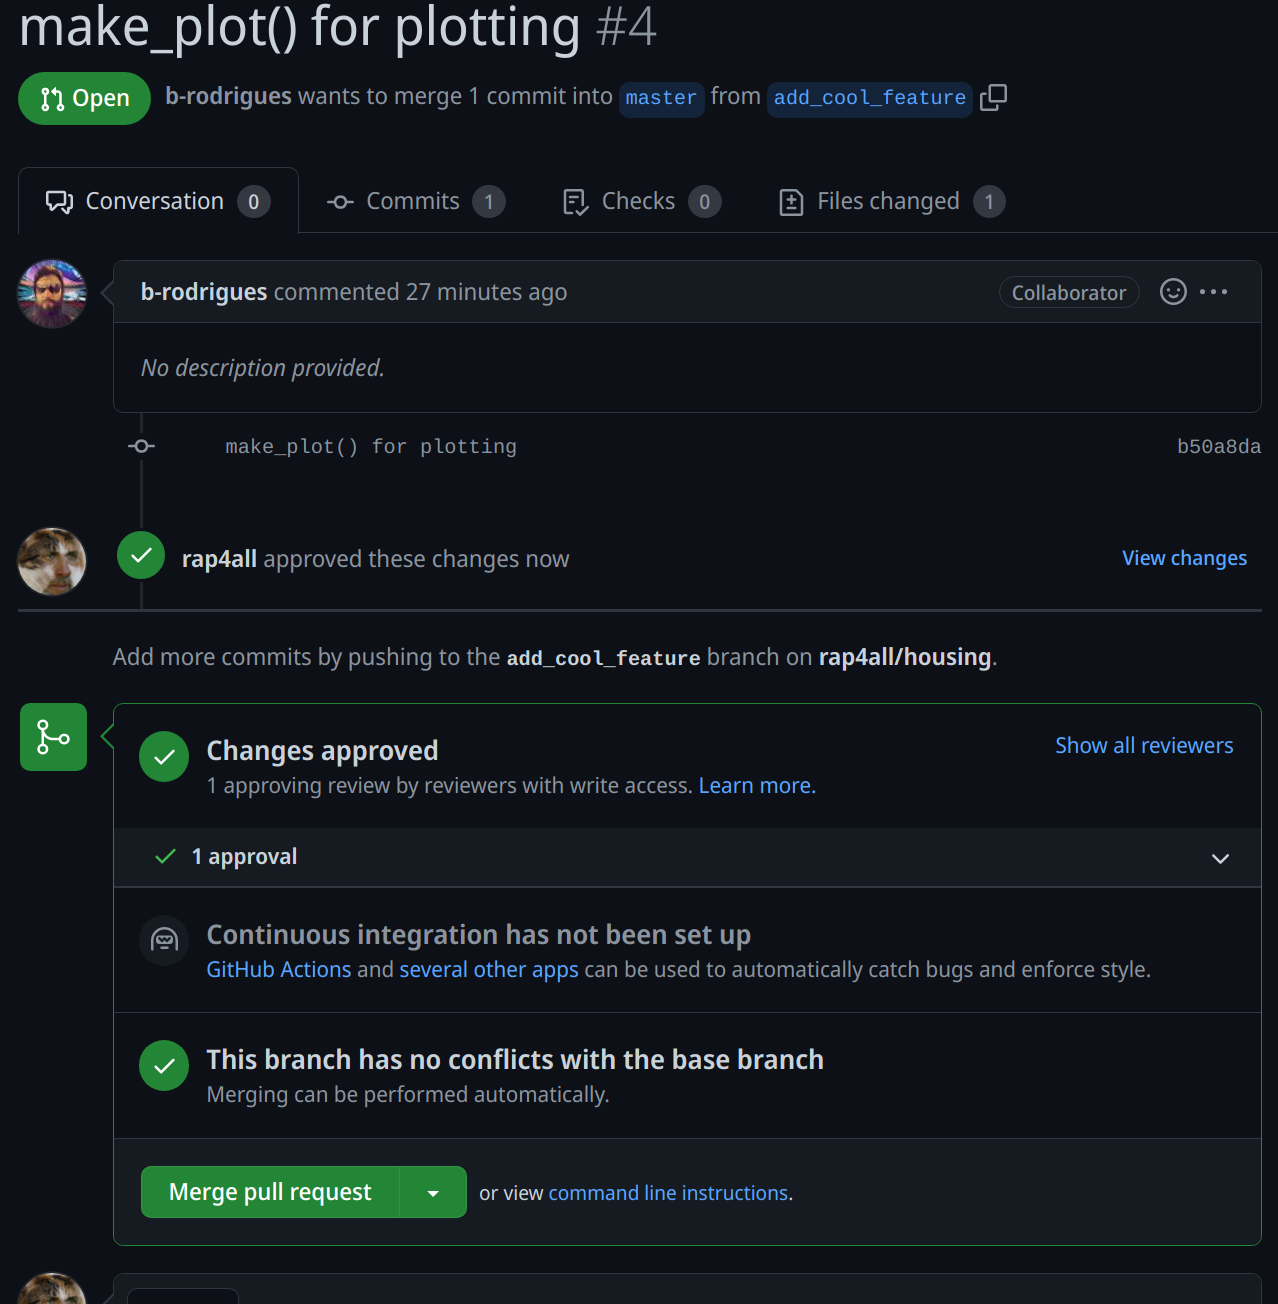 make_plot() for plotting #4
Open b-rodrigues wants to merge 1 commit into master from add_cool_feature
Conversation 0 Commits 1 Checks 0 Files changed 1
b-rodrigues commented 27 minutes ago Collaborator
No description provided.
make_plot() for plotting b50a8da
rap4all approved these changes now View changes
Add more commits by pushing to the add_cool_feature branch on rap4all/housing.
Changes approved Show all reviewers
1 approving review by reviewers with write access. Learn more.
1 approval
Continuous integration has not been set up
GitHub Actions and several other apps can be used to automatically catch bugs and enforce style.
This branch has no conflicts with the base branch
Merging can be performed automatically.
Merge pull request or view command line instructions.